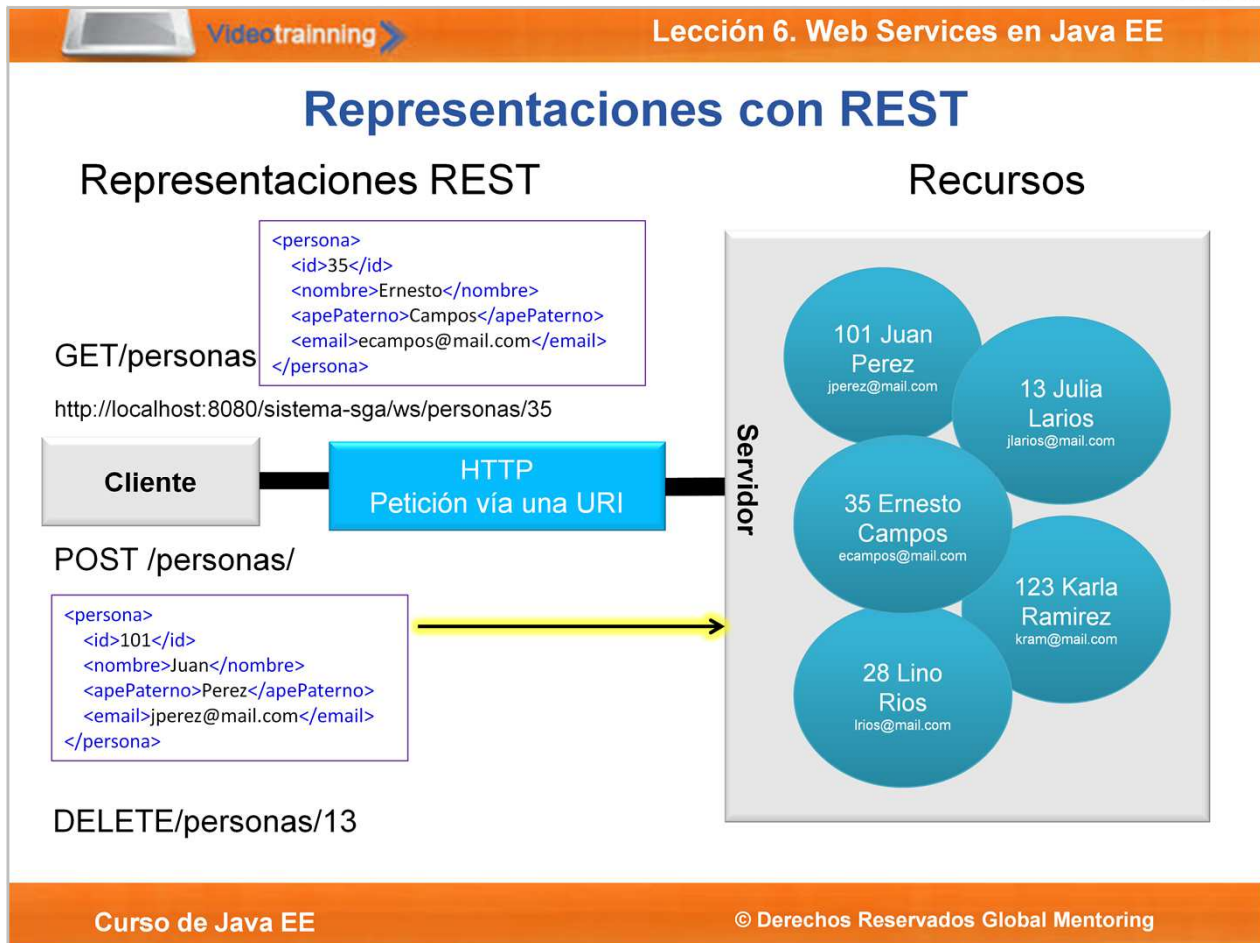 Videotrainning
Lección 6. Web Services en Java EE
Representaciones con REST
Representaciones REST
Recursos
<persona>
<id>35</id>
<nombre>Ernesto</nombre>
<apePaterno>Campos</apePaterno>
<email>ecampos@mail.com</email>
</persona>
GET/personas
http://localhost:8080/sistema-sga/ws/personas/35
Cliente
HTTP
Petición vía una URI
Servidor
101 Juan
Perez
jperez@mail.com
13 Julia
Larios
jlarios@mail.com
35 Ernesto
Campos
ecampos@mail.com
123 Karla
Ramirez
kram@mail.com
28 Lino
Rios
lrios@mail.com
POST /personas/
<persona>
<id>101</id>
<nombre>Juan</nombre>
<apePaterno>Perez</apePaterno>
<email>jperez@mail.com</email>
</persona>
DELETE/personas/13
Curso de Java EE
© Derechos Reservados Global Mentoring